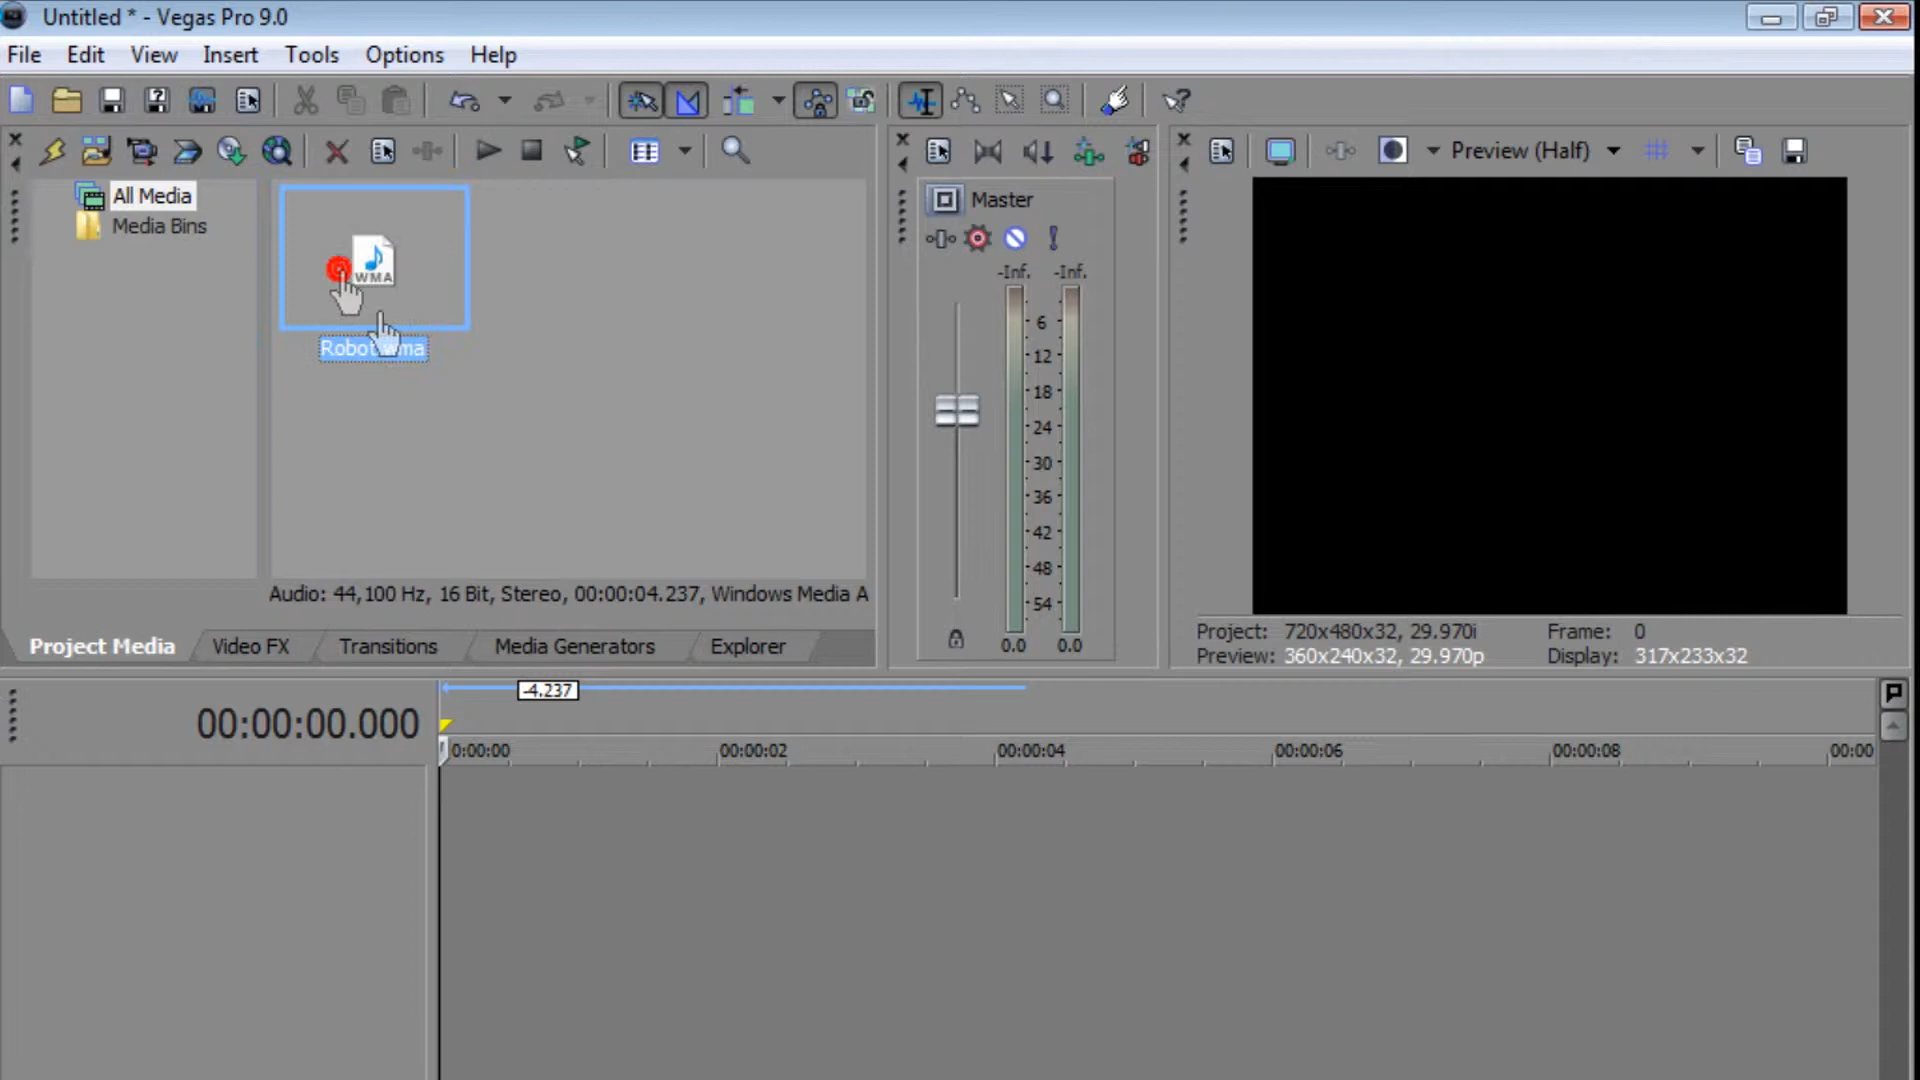 Untitled * - Vegas Pro 9.0
File Edit View Insert Tools Options Help
Preview (Half)
All Media
Media Bins
WMA
Robot.wma
Audio: 44,100 Hz, 16 Bit, Stereo, 00:00:04.237, Windows Media A
Project Media Video FX Transitions Media Generators Explorer
Master
-Inf. -Inf.
6
12
18
24
30
36
42
48
54
0.0 0.0
Project: 720x480x32, 29.970i Frame: 0
Preview: 360x240x32, 29.970p Display: 317x233x32
-4.237
00:00:00.000
0:00:00 00:00:02 00:00:04 00:00:06 00:00:08 00:00